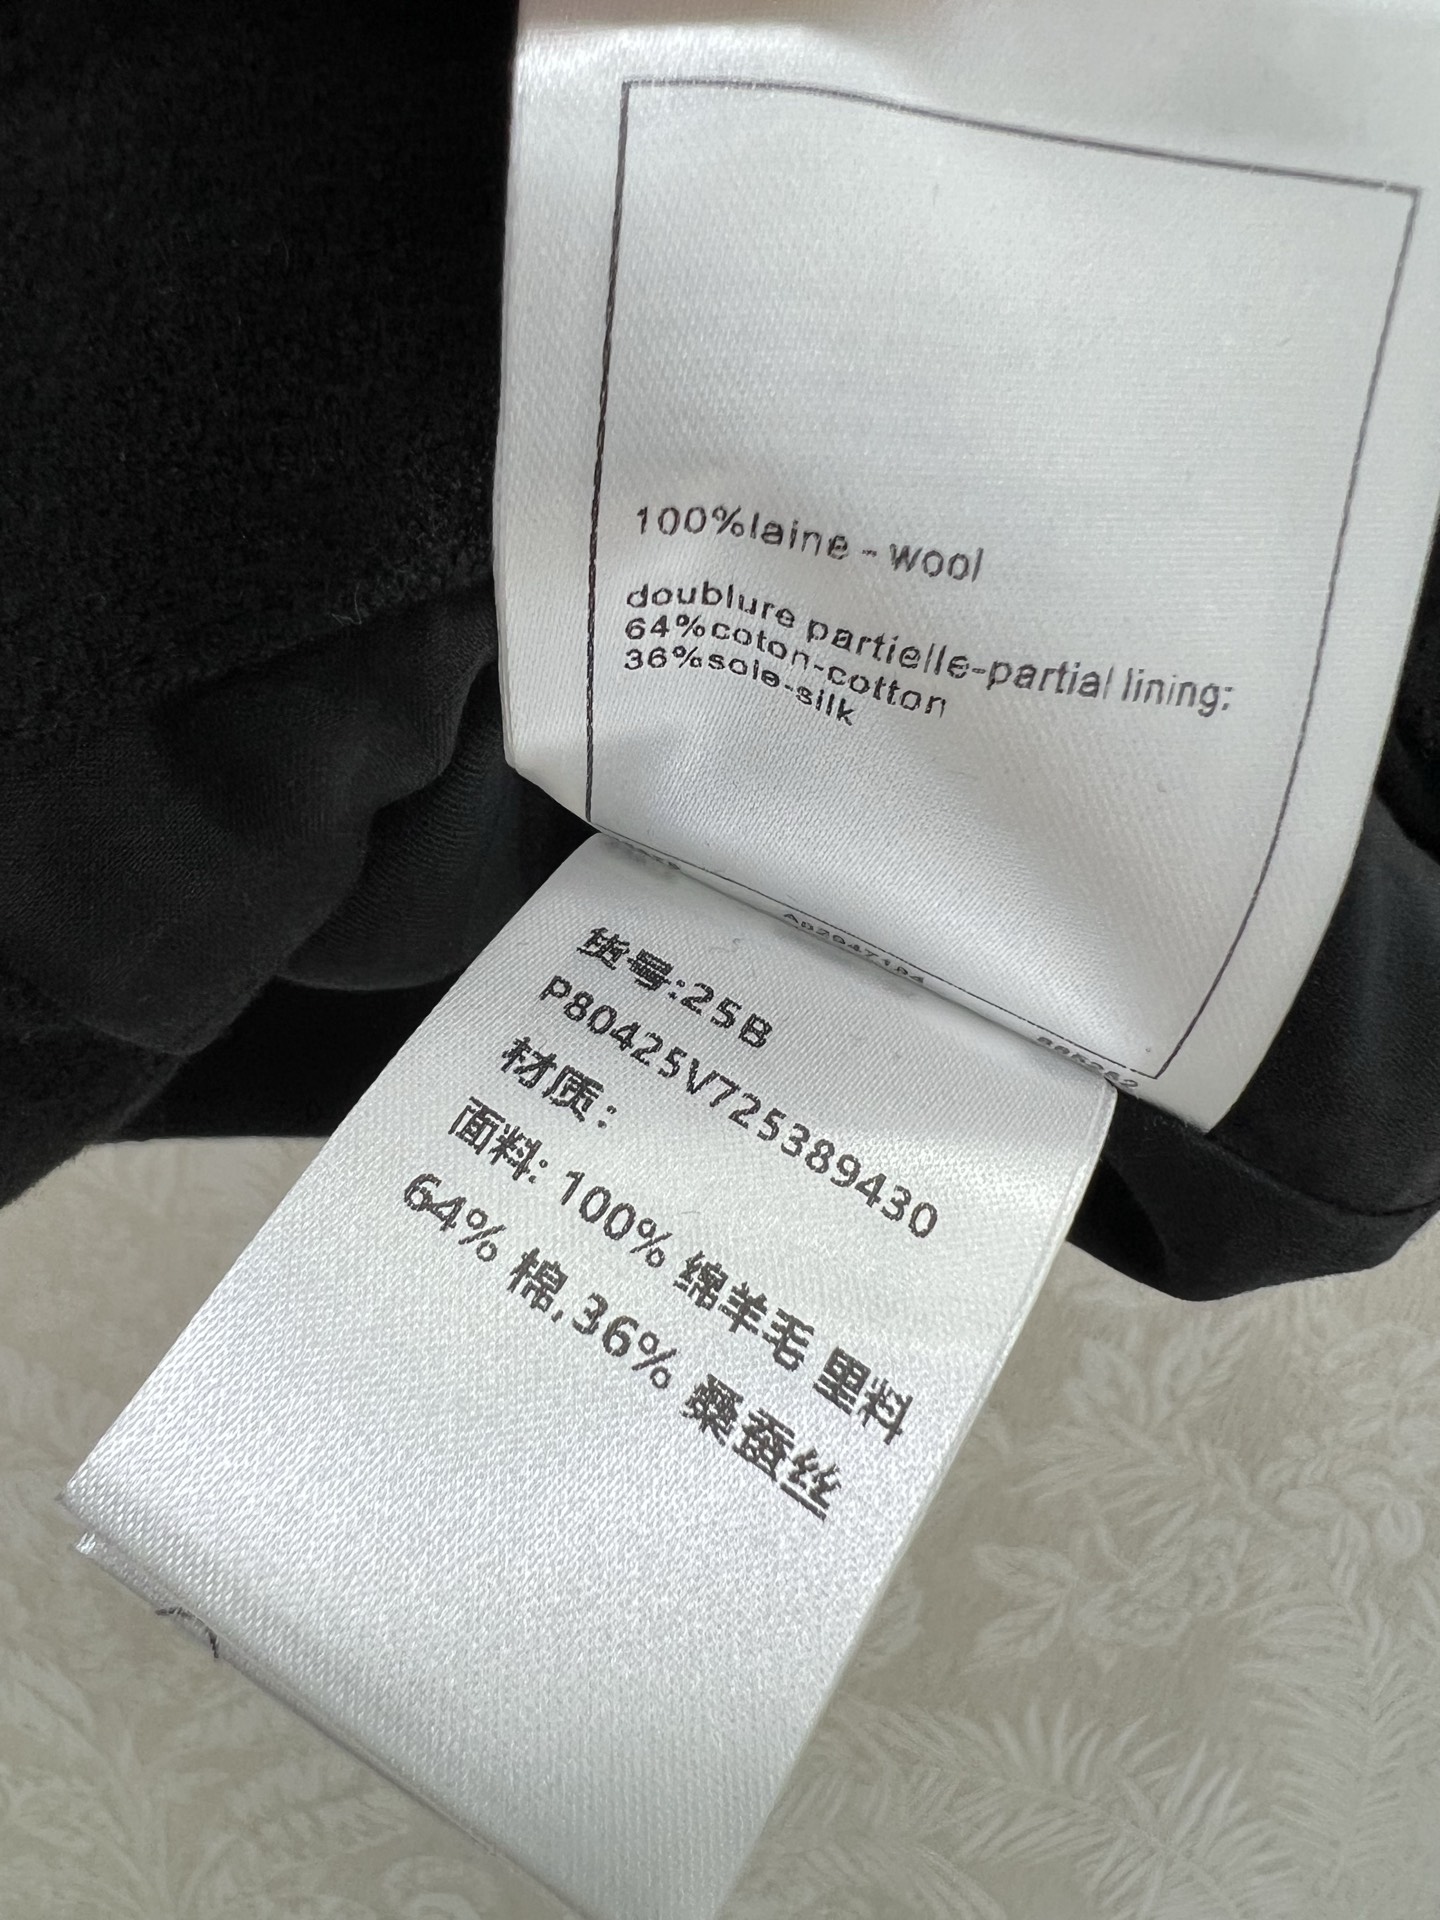 100%laine - wool
doublure partielle-partial lining:
64%coton-cotton
36%soie-silk
货号:25B
P80425V725389430
材质:
面料: 100% 绵羊毛 里料
64% 棉,36% 桑蚕丝